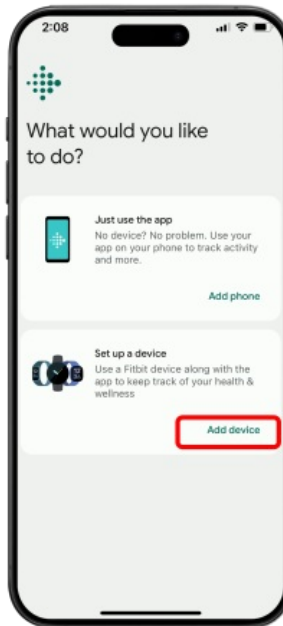 2:08
What would you like
to do?
Just use the app
No device? No problem. Use your
app on your phone to track activity
and more.
Add phone
Set up a device
Use a Fitbit device along with the
app to keep track of your health &
wellness
Add device